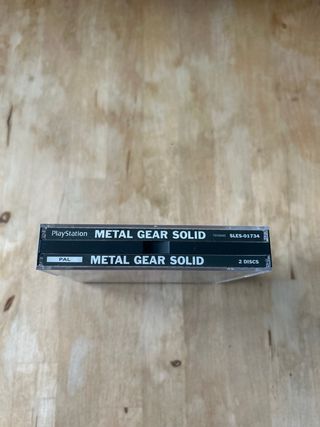 PlayStation METAL GEAR SOLID SLES-01734
PAL METAL GEAR SOLID 2 DISCS